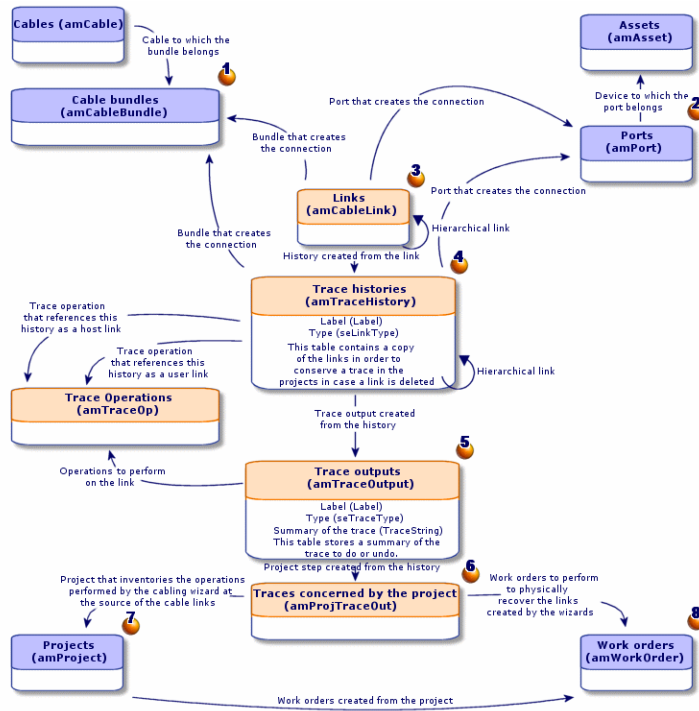 Cables (amCable)
Cable to which the
bundle belongs
1
Cable bundles
(amCableBundle)
Assets
(amAsset)
Device to which the
port belongs
2
Ports
(amPort)
Port that creates the connection
Bundle that creates
the connection
3
Links
(amCableLink)
Hierarchical link
Port that creates the connection
Bundle that creates
the connection
History created from the link
4
Trace histories
(amTraceHistory)
Label (Label)
Type (seLinkType)
This table contains a copy
of the links in order to
conserve a trace in the
projects in case a link is deleted
Hierarchical link
Trace operation
that references this
history as a host link
Trace operation
that references this
history as a user link
Trace Operations
(amTraceOp)
Trace output created
from the history
5
Operations to perform
on the link
Trace outputs
(amTraceOutput)
Label (Label)
Type (seTraceType)
Summary of the trace (TraceString)
This table stores a summary of the
trace to do or undo.
Project step created from the history
6
Traces concerned by the project
(amProjTraceOut)
Project that inventories the operations
performed by the cabling wizard at
the source of the cable links
Work orders to perform
to physically
recover the links
created by the wizards
7
Projects
(amProject)
8
Work orders
(amWorkOrder)
Work orders created from the project